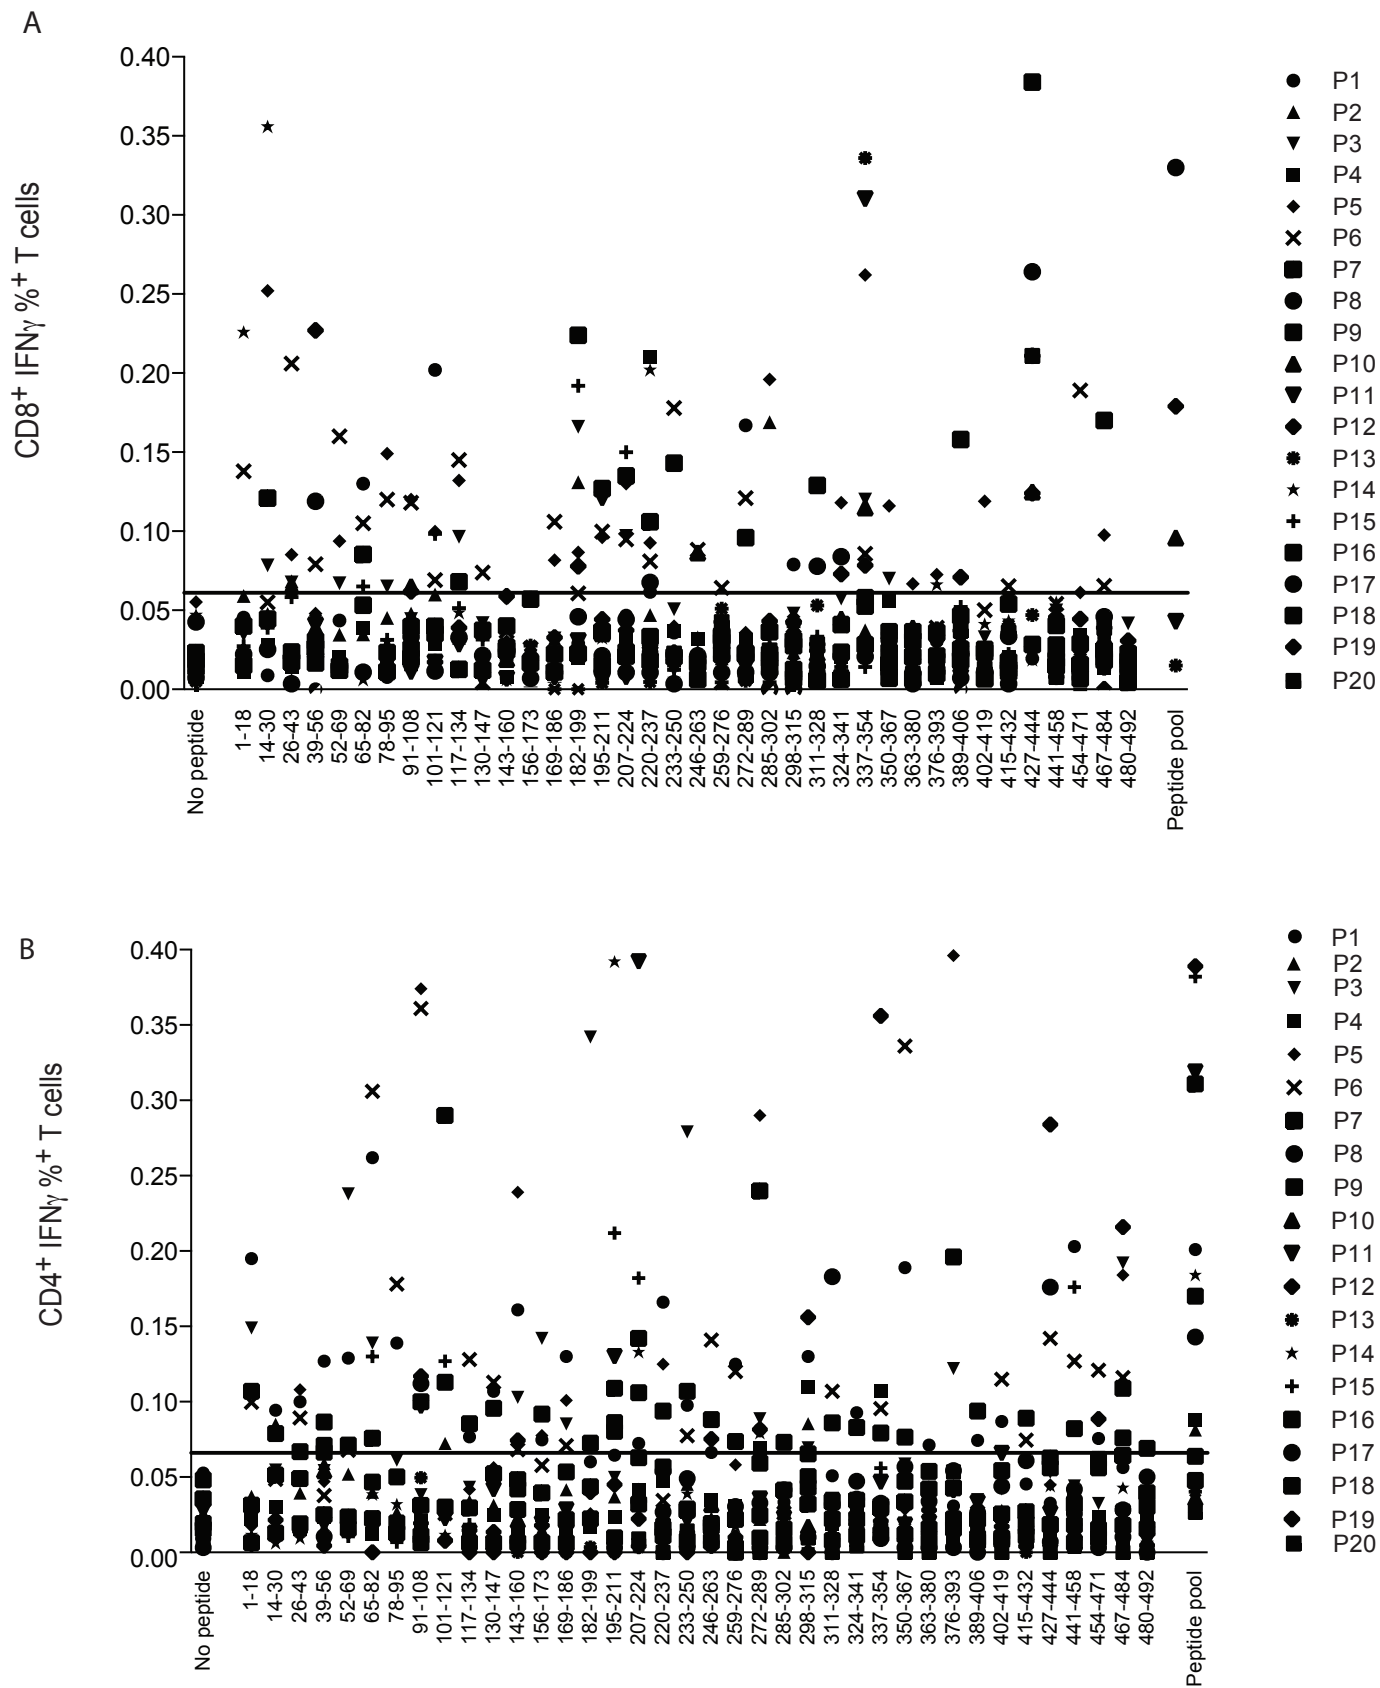 A
CD8+ IFNγ %+ T cells
0.40
0.35
0.30
0.25
0.20
0.15
0.10
0.05
0.00
No peptide
1-18
14-30
26-43
39-56
52-69
65-82
78-95
91-108
101-121
117-134
130-147
143-160
156-173
169-186
182-199
195-211
207-224
220-237
233-250
246-263
259-276
272-289
285-302
298-315
311-328
324-341
337-354
350-367
363-380
376-393
389-406
402-419
415-432
427-444
441-458
454-471
467-484
480-492
Peptide pool
P1
P2
P3
P4
P5
P6
P7
P8
P9
P10
P11
P12
P13
P14
P15
P16
P17
P18
P19
P20
B
CD4+ IFNγ %+ T cells
0.40
0.35
0.30
0.25
0.20
0.15
0.10
0.05
0.00
No peptide
1-18
14-30
26-43
39-56
52-69
65-82
78-95
91-108
101-121
117-134
130-147
143-160
156-173
169-186
182-199
195-211
207-224
220-237
233-250
246-263
259-276
272-289
285-302
298-315
311-328
324-341
337-354
350-367
363-380
376-393
389-406
402-419
415-432
427-444
441-458
454-471
467-484
480-492
Peptide pool
P1
P2
P3
P4
P5
P6
P7
P8
P9
P10
P11
P12
P13
P14
P15
P16
P17
P18
P19
P20